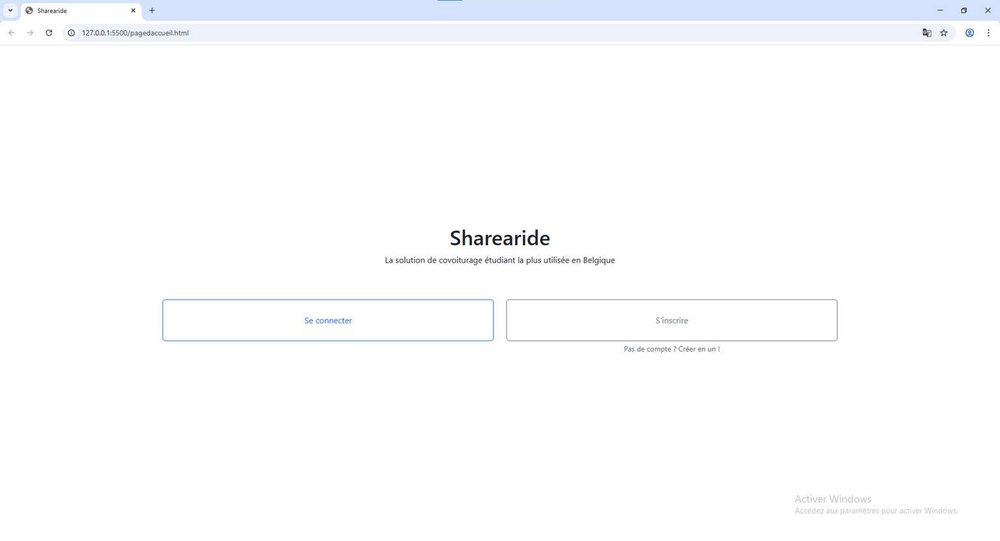 Sharearide
127.0.0.1:5500/pagedaccueil.html
Sharearide
La solution de covoiturage étudiant la plus utilisée en Belgique
Se connecter
S'inscrire
Pas de compte ? Créer en un !
Activer Windows
Accédez aux paramètres pour activer Windows.